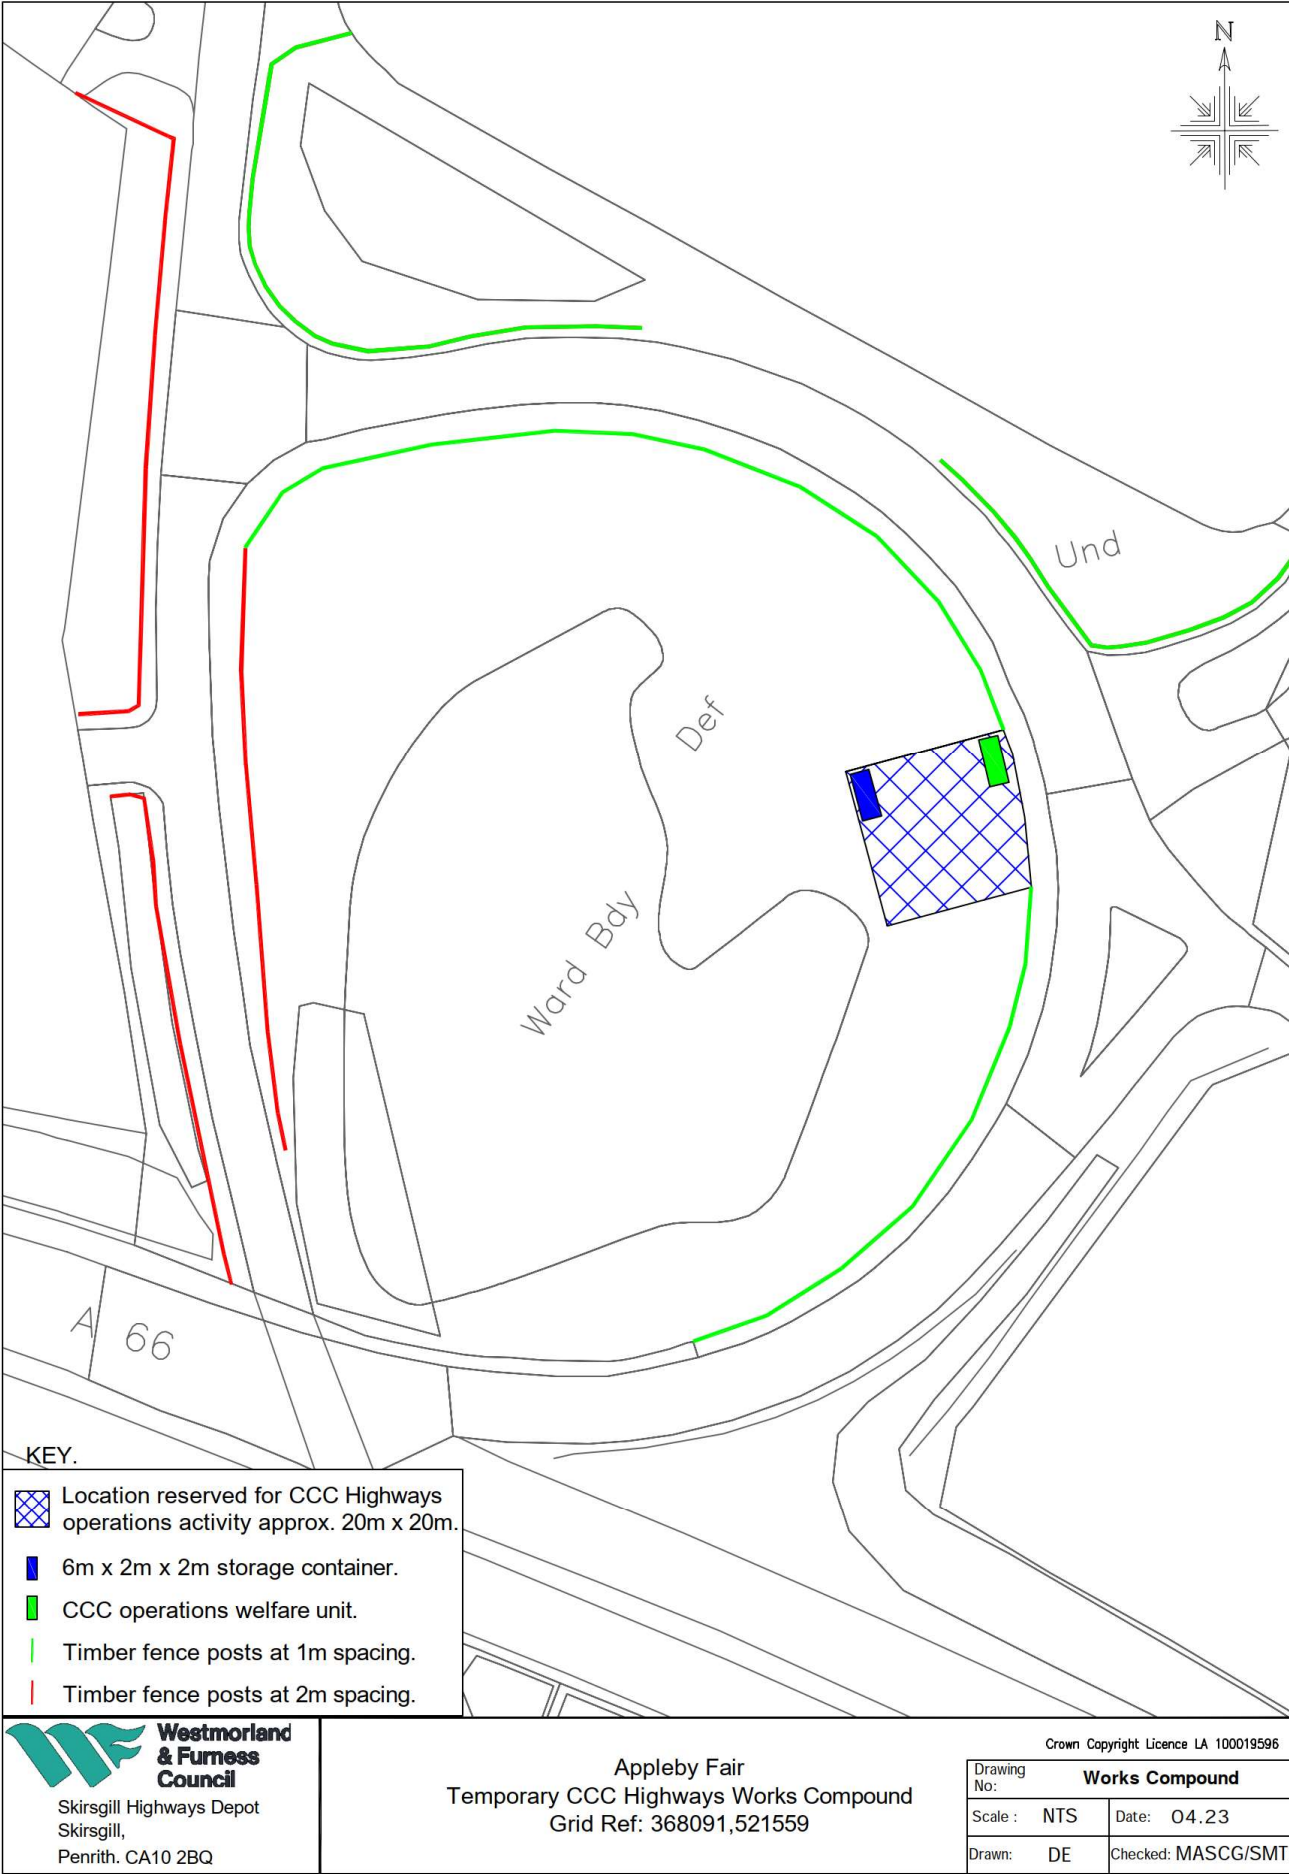 N
Und
Def
Ward Bdy
A 66
KEY.
Location reserved for CCC Highways
operations activity approx. 20m x 20m.
6m x 2m x 2m storage container.
CCC operations welfare unit.
Timber fence posts at 1m spacing.
Timber fence posts at 2m spacing.
Westmorland
& Furness
Council
Skirsgill Highways Depot
Skirsgill,
Penrith. CA10 2BQ
Appleby Fair
Temporary CCC Highways Works Compound
Grid Ref: 368091,521559
Crown Copyright Licence LA 100019596
Drawing
No:
Works Compound
Scale : NTS
Date: 04.23
Drawn: DE
Checked: MASCG/SMT